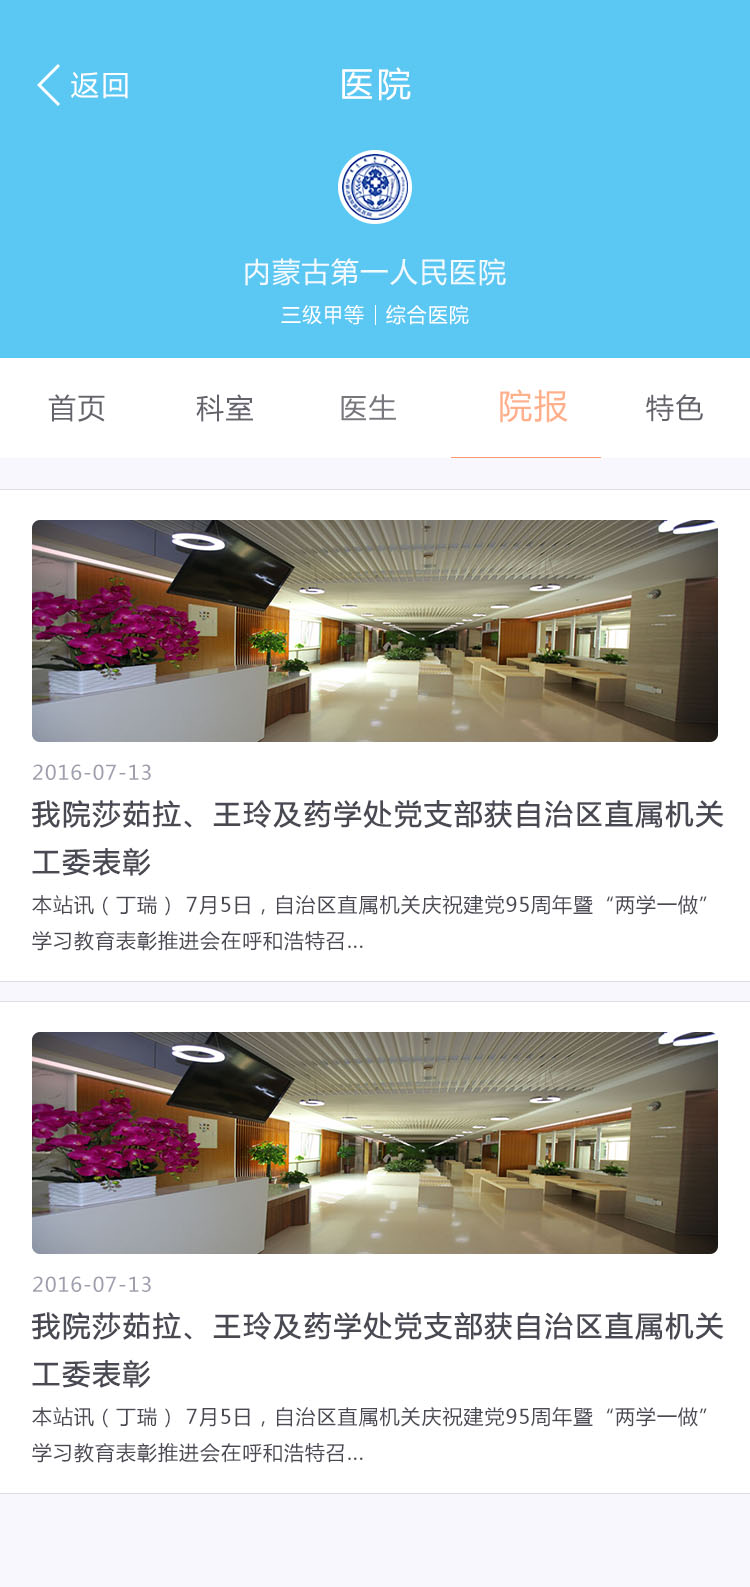 返回
医院
内蒙古第一人民医院
三级甲等|综合医院
首页 科室 医生 院报 特色
2016-07-13
我院莎茹拉、王玲及药学处党支部获自治区直属机关
工委表彰
本站讯（丁瑞） 7月5日，自治区直属机关庆祝建党95周年暨“两学一做”
学习教育表彰推进会在呼和浩特召...
2016-07-13
我院莎茹拉、王玲及药学处党支部获自治区直属机关
工委表彰
本站讯（丁瑞） 7月5日，自治区直属机关庆祝建党95周年暨“两学一做”
学习教育表彰推进会在呼和浩特召...